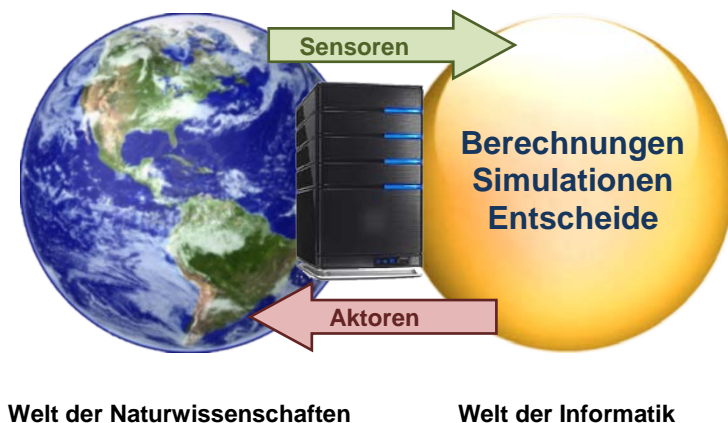 Sensoren
Berechnungen
Simulationen
Entscheide
Aktoren
Welt der Naturwissenschaften
Welt der Informatik